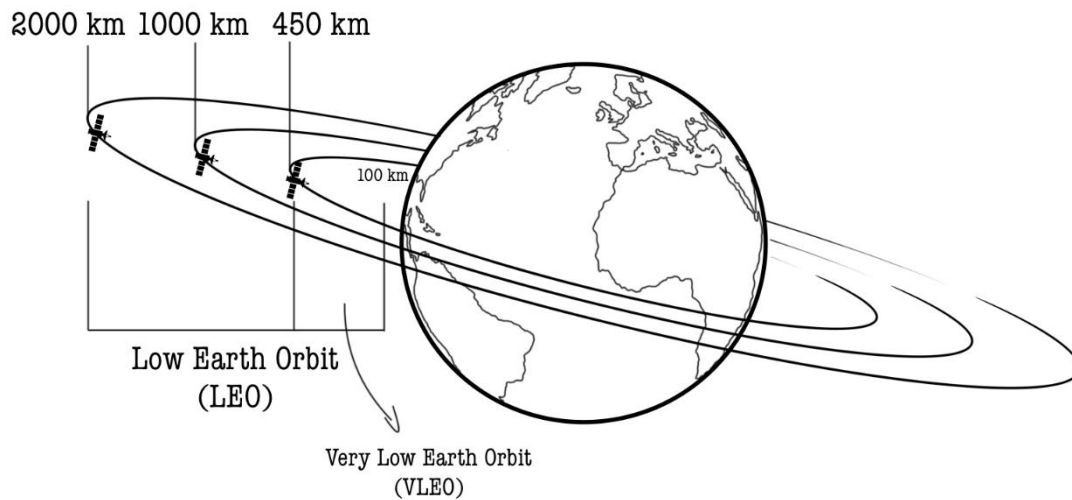 2000 km 1000 km 450 km
100 km
Low Earth Orbit
(LEO)
Very Low Earth Orbit
(VLEO)